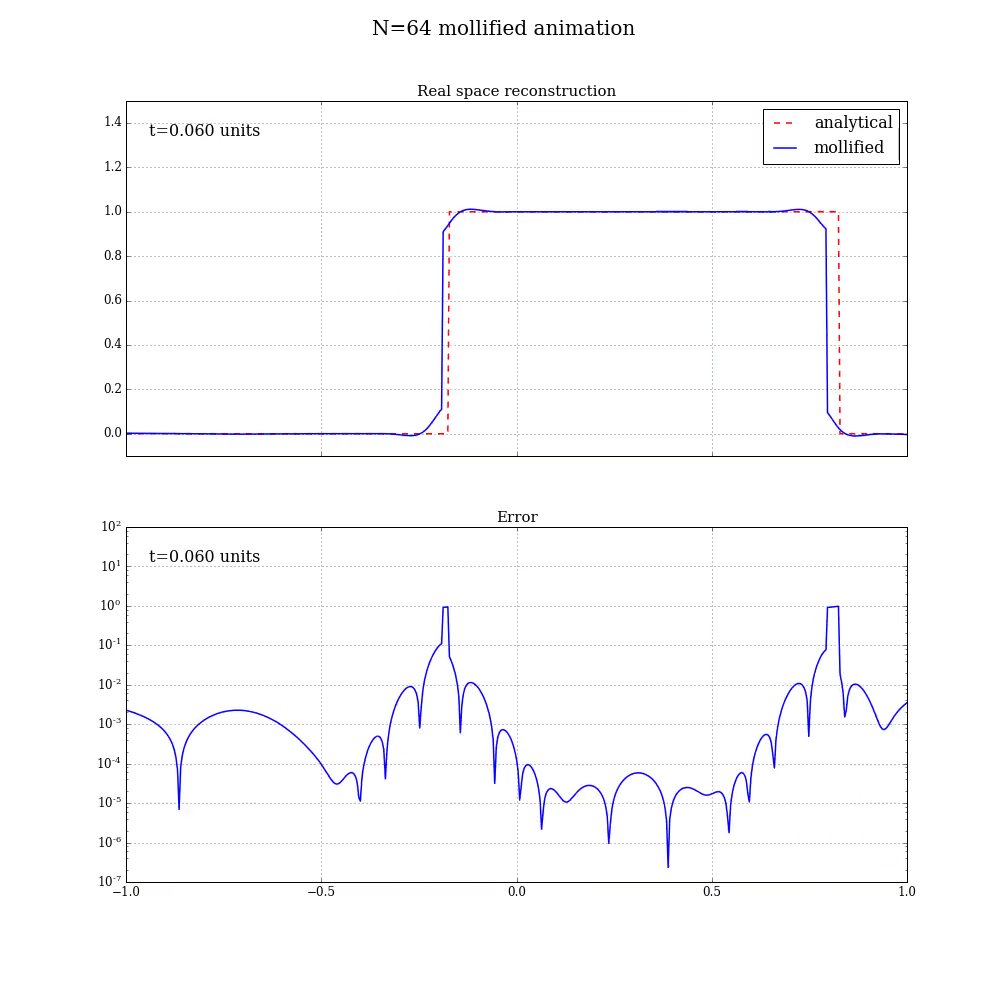 N=64 mollified animation
Real space reconstruction
t=0.060 units
analytical
mollified
1.4
1.2
1.0
0.8
0.6
0.4
0.2
0.0
Error
t=0.060 units
10²
10¹
10⁰
10⁻¹
10⁻²
10⁻³
10⁻⁴
10⁻⁵
10⁻⁶
10⁻⁷
−1.0 −0.5 0.0 0.5 1.0